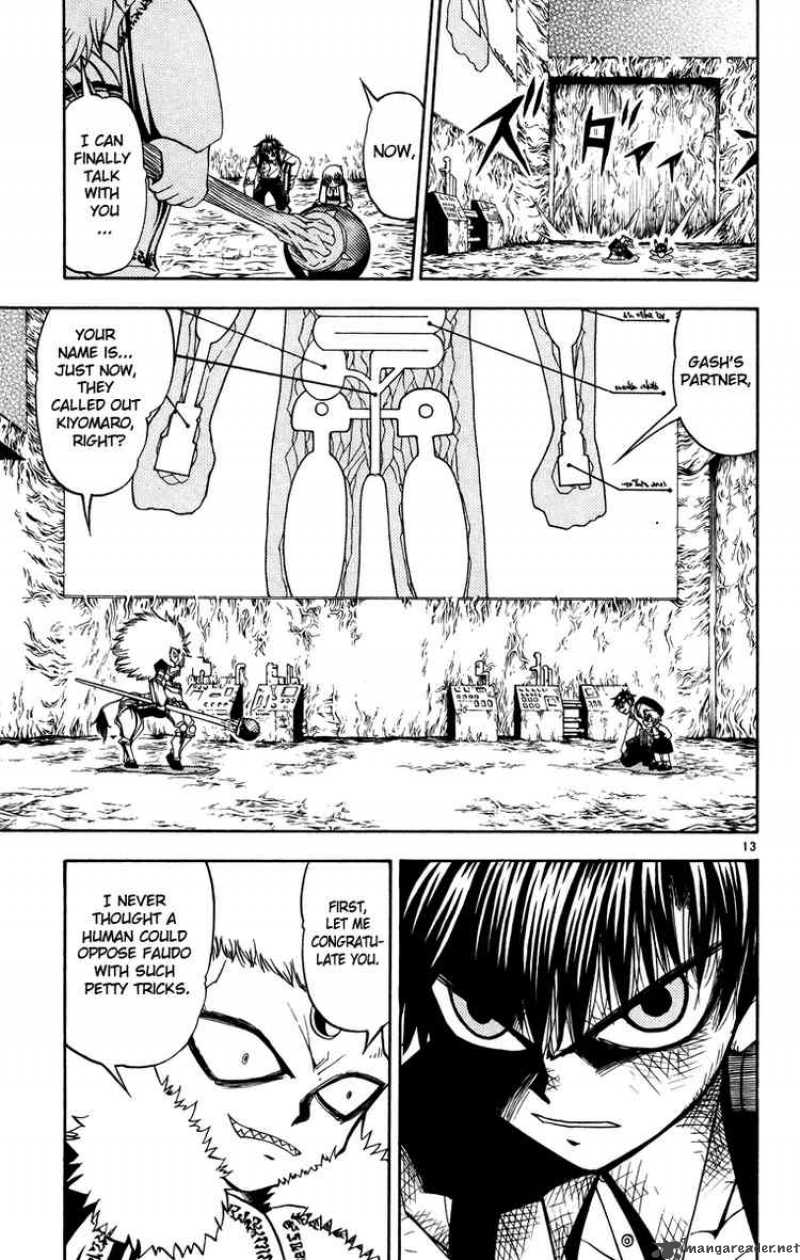 ズダァン
NOW,
I CAN
FINALLY
TALK
WITH
YOU
...
GASH'S
PARTNER,
YOUR
NAME IS...
JUST NOW,
THEY
CALLED OUT
KIYOMARO,
RIGHT?
13
FIRST,
LET ME
CONGRATU-
LATE YOU.
I NEVER
THOUGHT A
HUMAN COULD
OPPOSE FAUDO
WITH SUCH
PETTY TRICKS.
mangareader.net